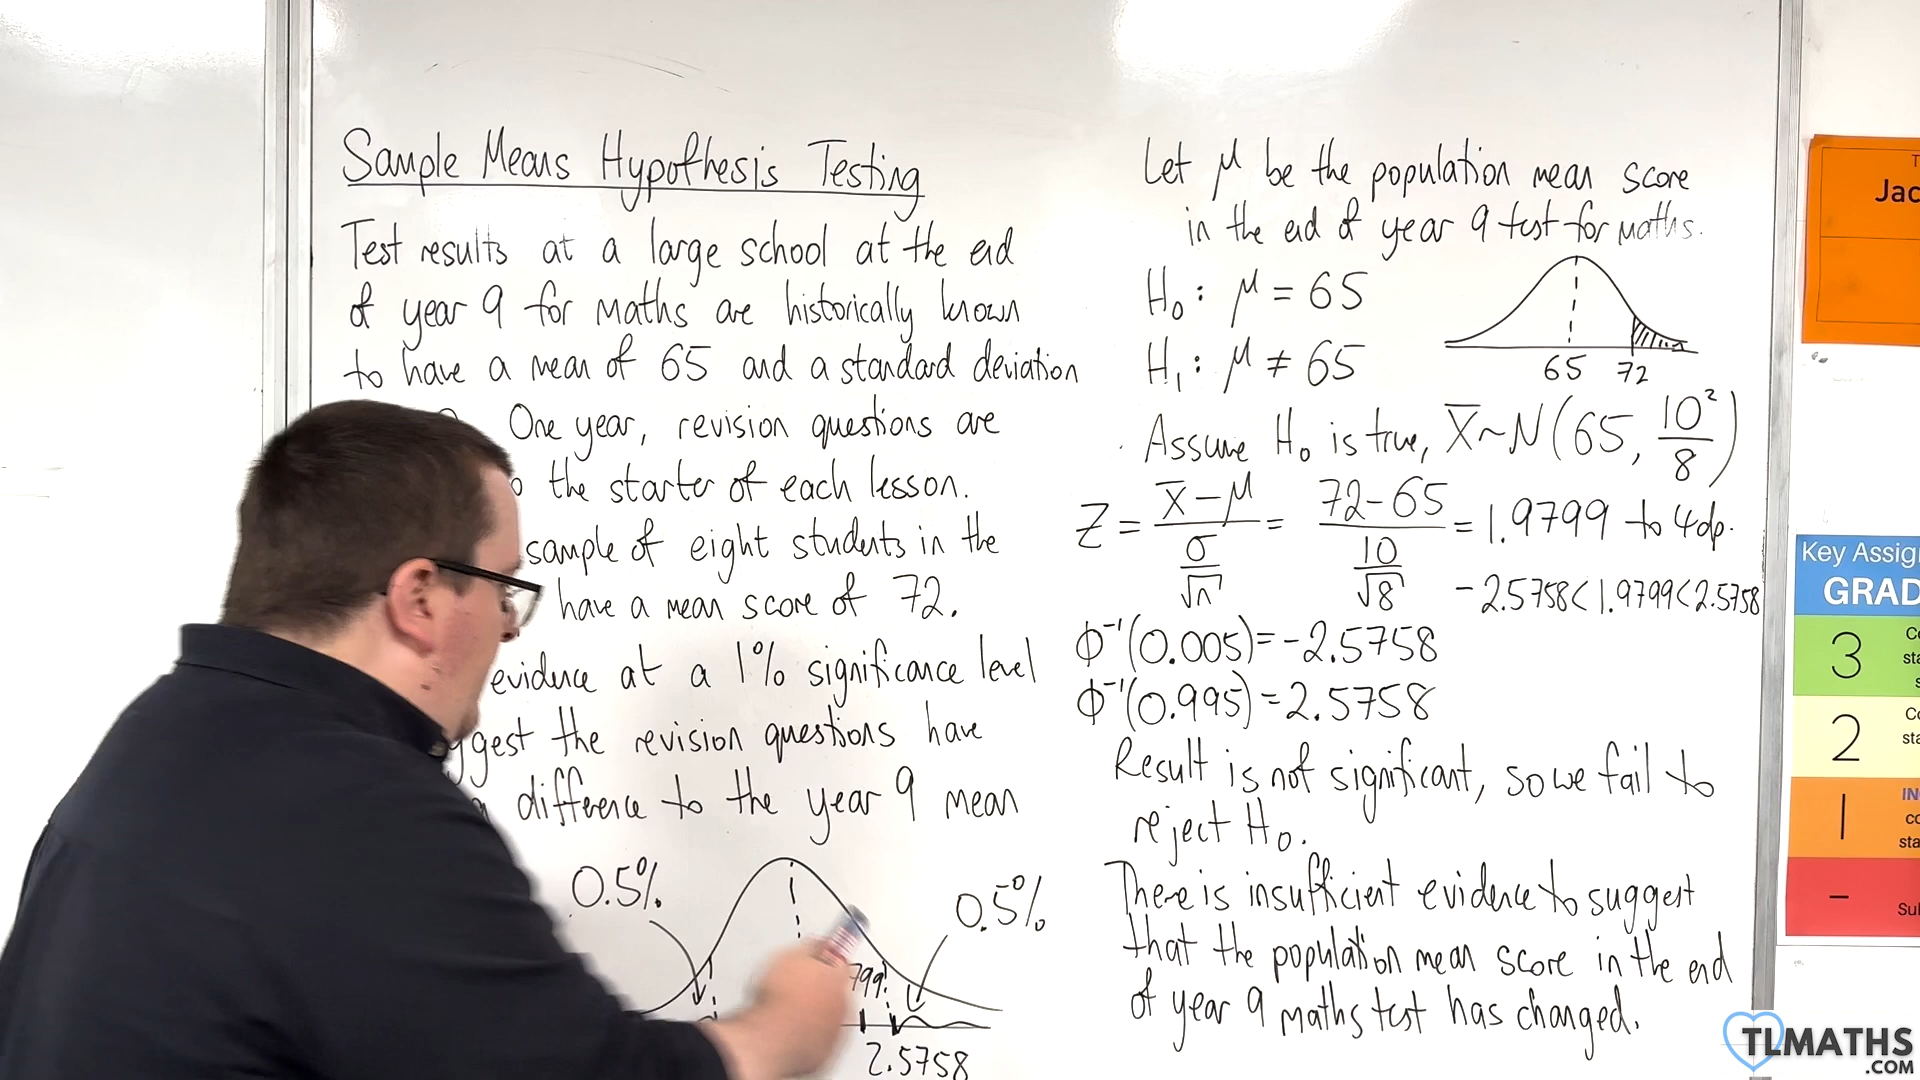 Sample Means Hypothesis Testing
Test results at a large school at the end
of year 9 for maths are historically known
to have a mean of 65 and a standard deviation
One year, revision questions are
the starter of each lesson.
sample of eight students in the
have a mean score of 72.
evidence at a 1% significance level
the revision questions have
difference to the year 9 mean
0.5%
0.5%
799
2.5758
Let μ be the population mean score
in the end of year 9 test for maths.
H₀: μ = 65
H₁: μ ≠ 65
65 72
Assume H₀ is true, X̄~N(65, 10²/8)
Z = (x̄-μ)/(σ/√n) = (72-65)/(10/√8) = 1.9799 to 4dp.
-2.5758<1.9799<2.5758
Φ⁻¹(0.005)=-2.5758
Φ⁻¹(0.995)=2.5758
Result is not significant, so we fail to
reject H₀.
There is insufficient evidence to suggest
that the population mean score in the end
of year 9 maths test has changed.
Jac
Key Assig
GRAD
3
2
1
-
TLMATHS
.COM